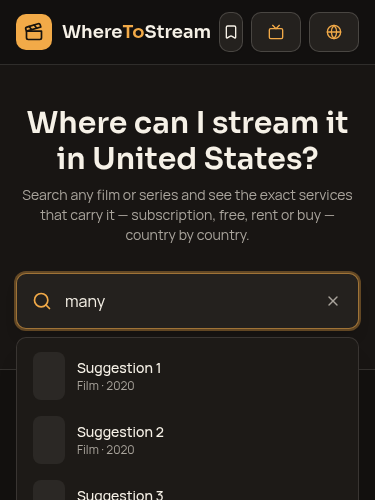 WhereToStream
Where can I stream it
in United States?
Search any film or series and see the exact services
that carry it — subscription, free, rent or buy —
country by country.
many
Suggestion 1
Film · 2020
Suggestion 2
Film · 2020
Suggestion 3